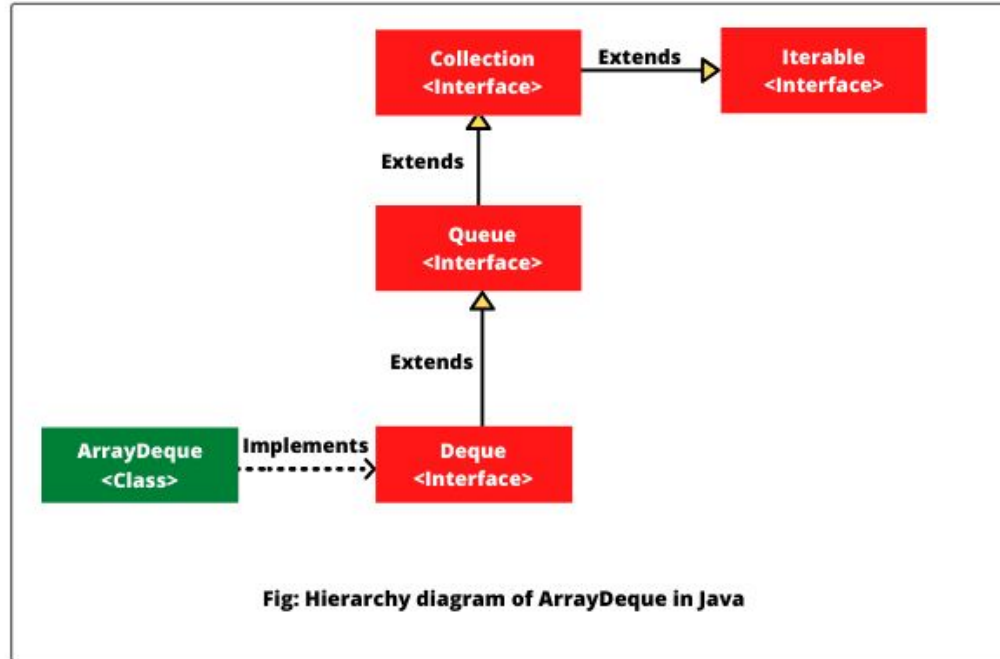 Collection
<Interface>
Extends
Iterable
<Interface>
Extends
Queue
<Interface>
Extends
ArrayDeque
<Class>
Implements
Deque
<Interface>
Fig: Hierarchy diagram of ArrayDeque in Java